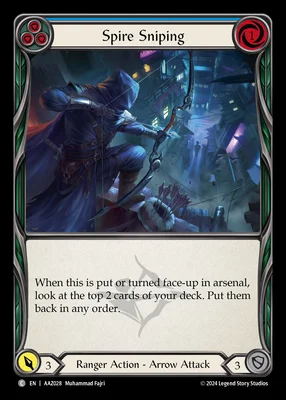 Spire Sniping
1
When this is put or turned face-up in arsenal,
look at the top 2 cards of your deck. Put them
back in any order.
3
Ranger Action - Arrow Attack
3
C EN | AAZ028 Muhammad Fajri
© 2024 Legend Story Studios